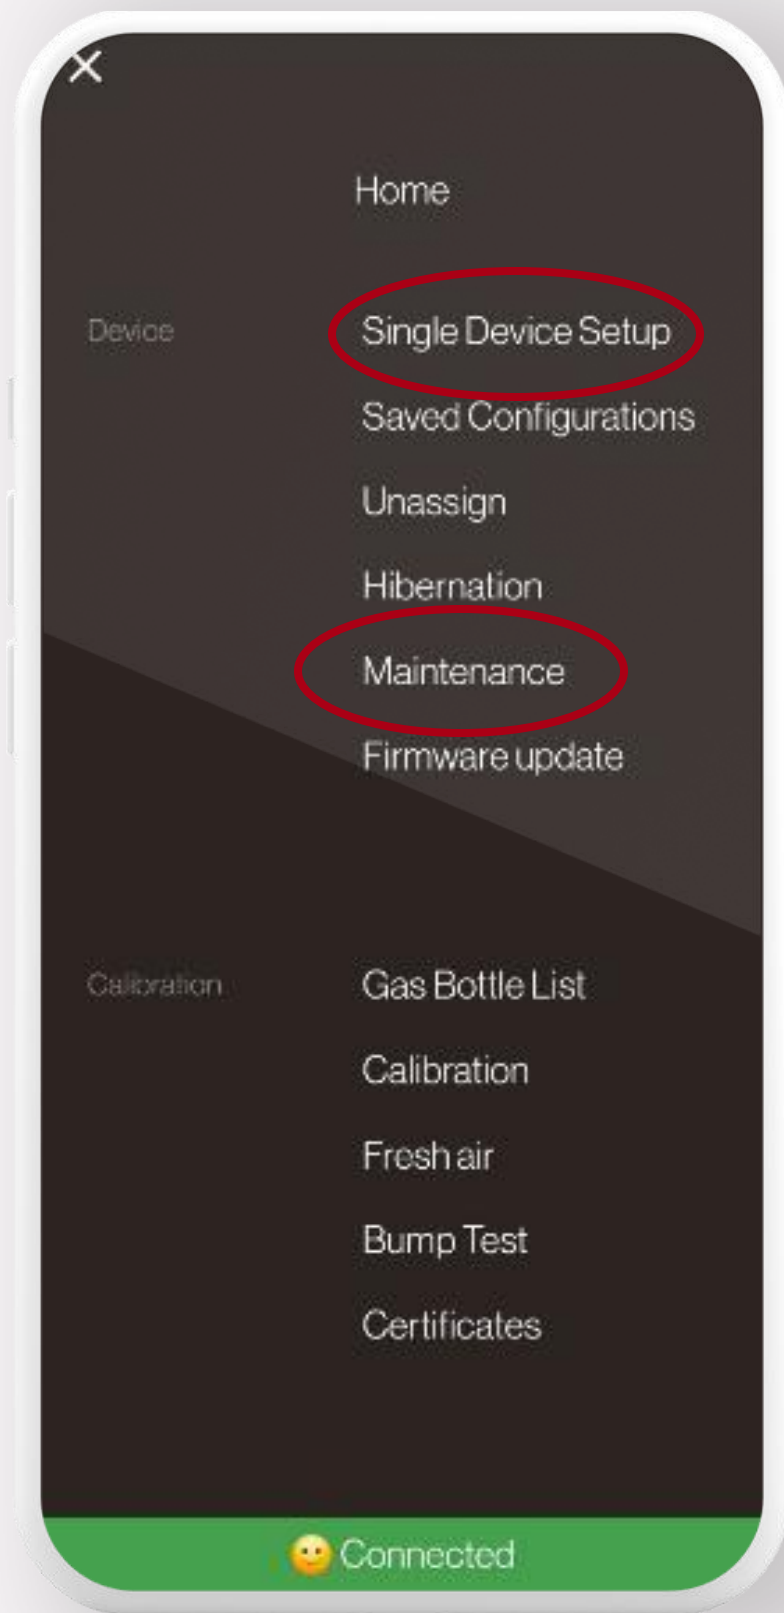 Home
Device
Single Device Setup
Saved Configurations
Unassign
Hibernation
Maintenance
Firmware update
Calibration
Gas Bottle List
Calibration
Fresh air
Bump Test
Certificates
Connected